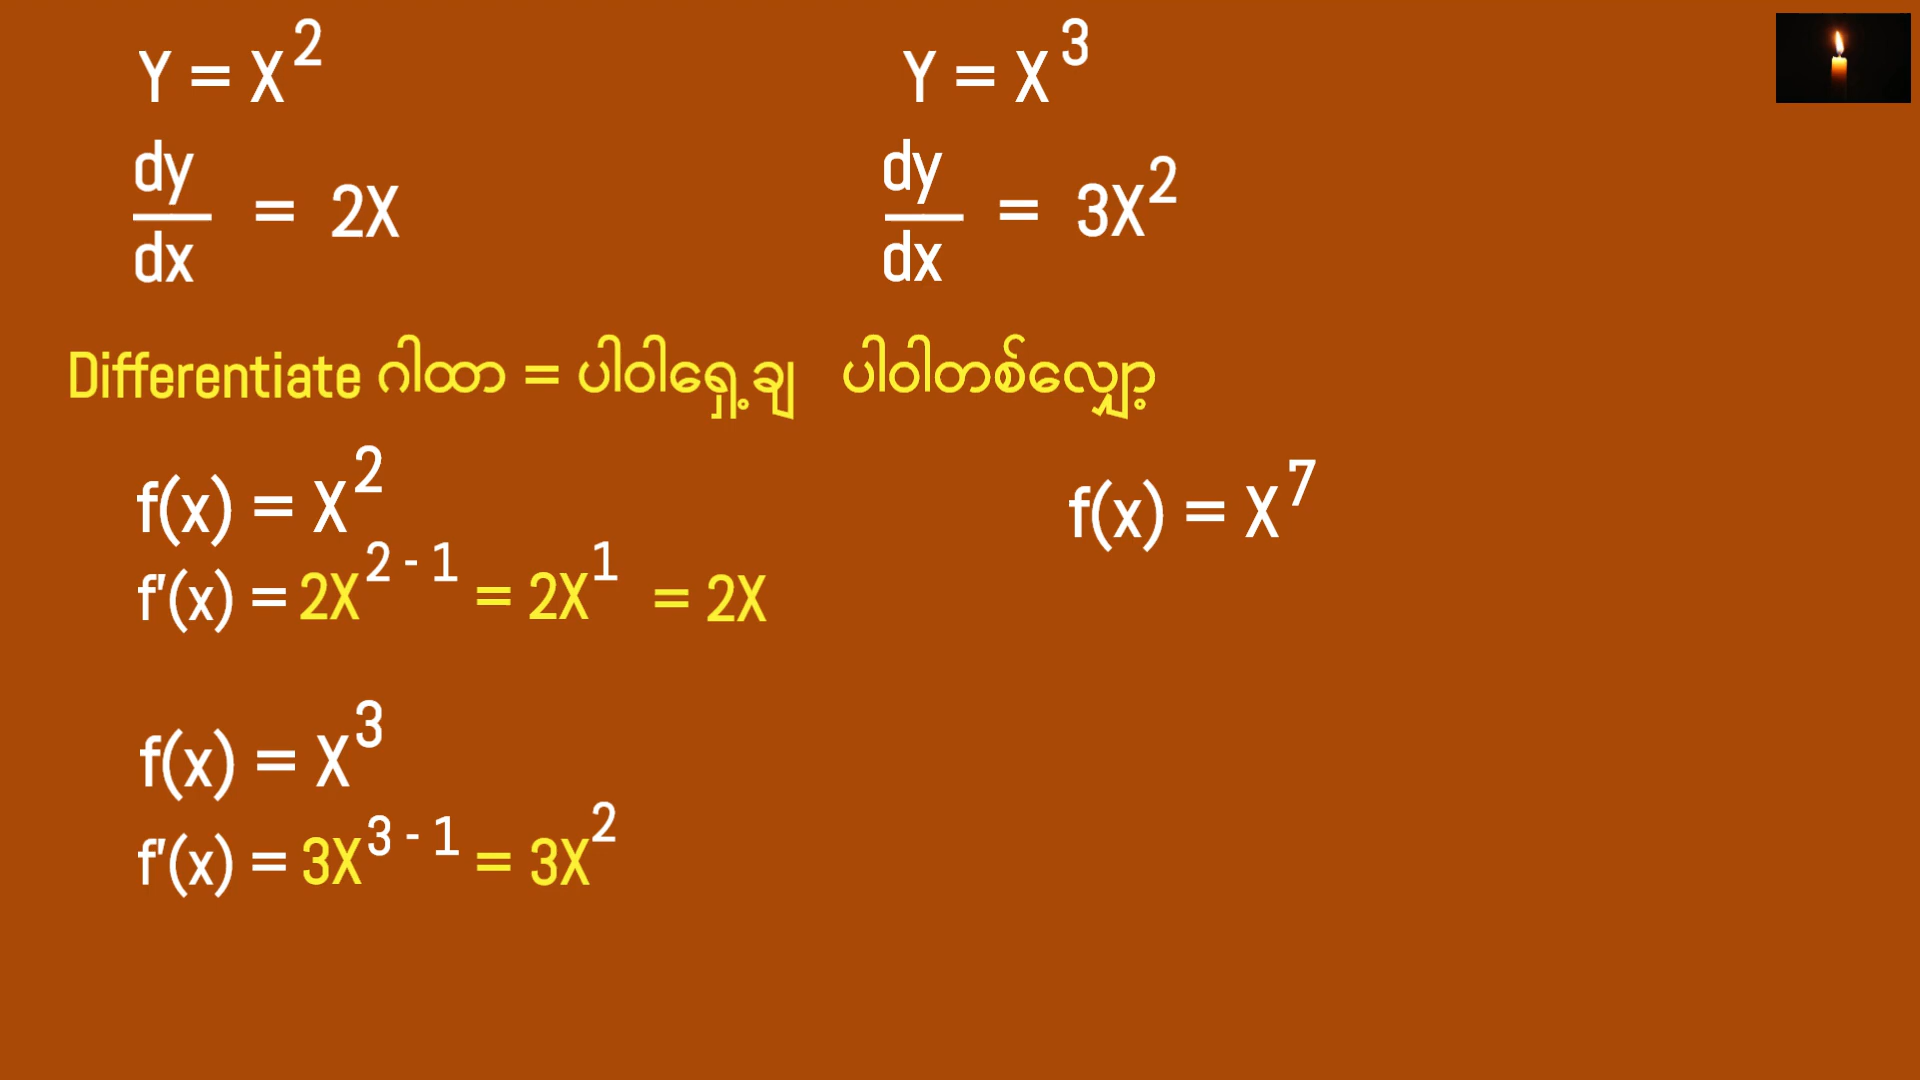 Y = X² Y = X³
dy/dx = 2X dy/dx = 3X²
Differentiate ဂါထာ = ပါဝါရှေ့ချ ပါဝါတစ်လျှော့
f(x) = X² f(x) = X⁷
f'(x) = 2X²⁻¹ = 2X¹ = 2X
f(x) = X³
f'(x) = 3X³⁻¹ = 3X²